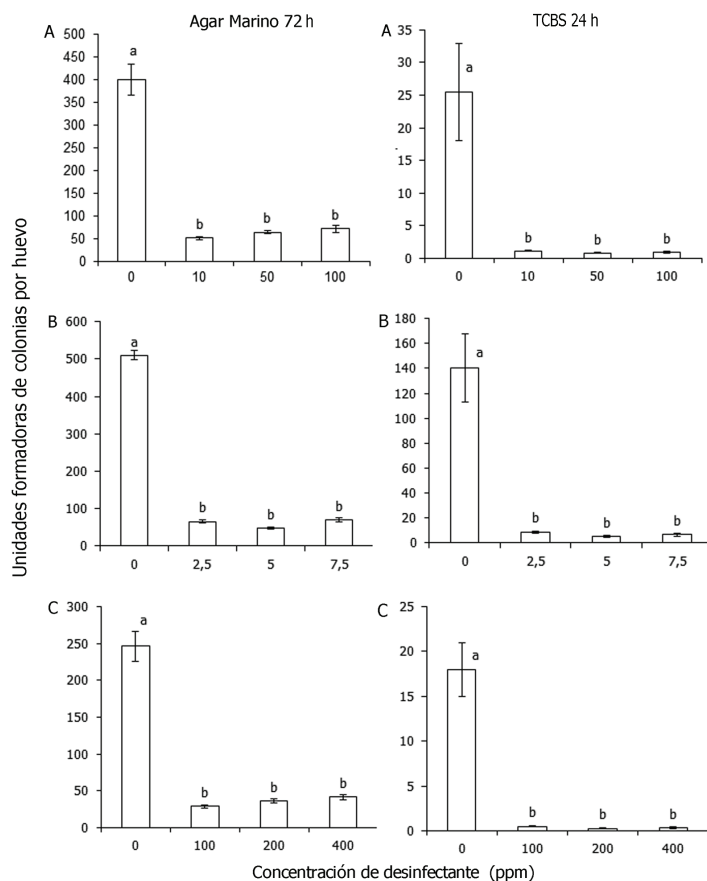 Agar Marino 72 h
TCBS 24 h
Unidades formadoras de colonias por huevo
A
500
450
400
350
300
250
200
150
100
50
0
a
b
b
b
0 10 50 100
A
35
30
25
20
15
10
5
0
a
b
b
b
0 10 50 100
B
600
500
400
300
200
100
0
a
b
b
b
0 2,5 5 7,5
B
180
160
140
120
100
80
60
40
20
0
a
b
b
b
0 2,5 5 7,5
C
300
250
200
150
100
50
0
a
b
b
b
0 100 200 400
C
25
20
15
10
5
0
a
b
b
b
0 100 200 400
Concentración de desinfectante (ppm)